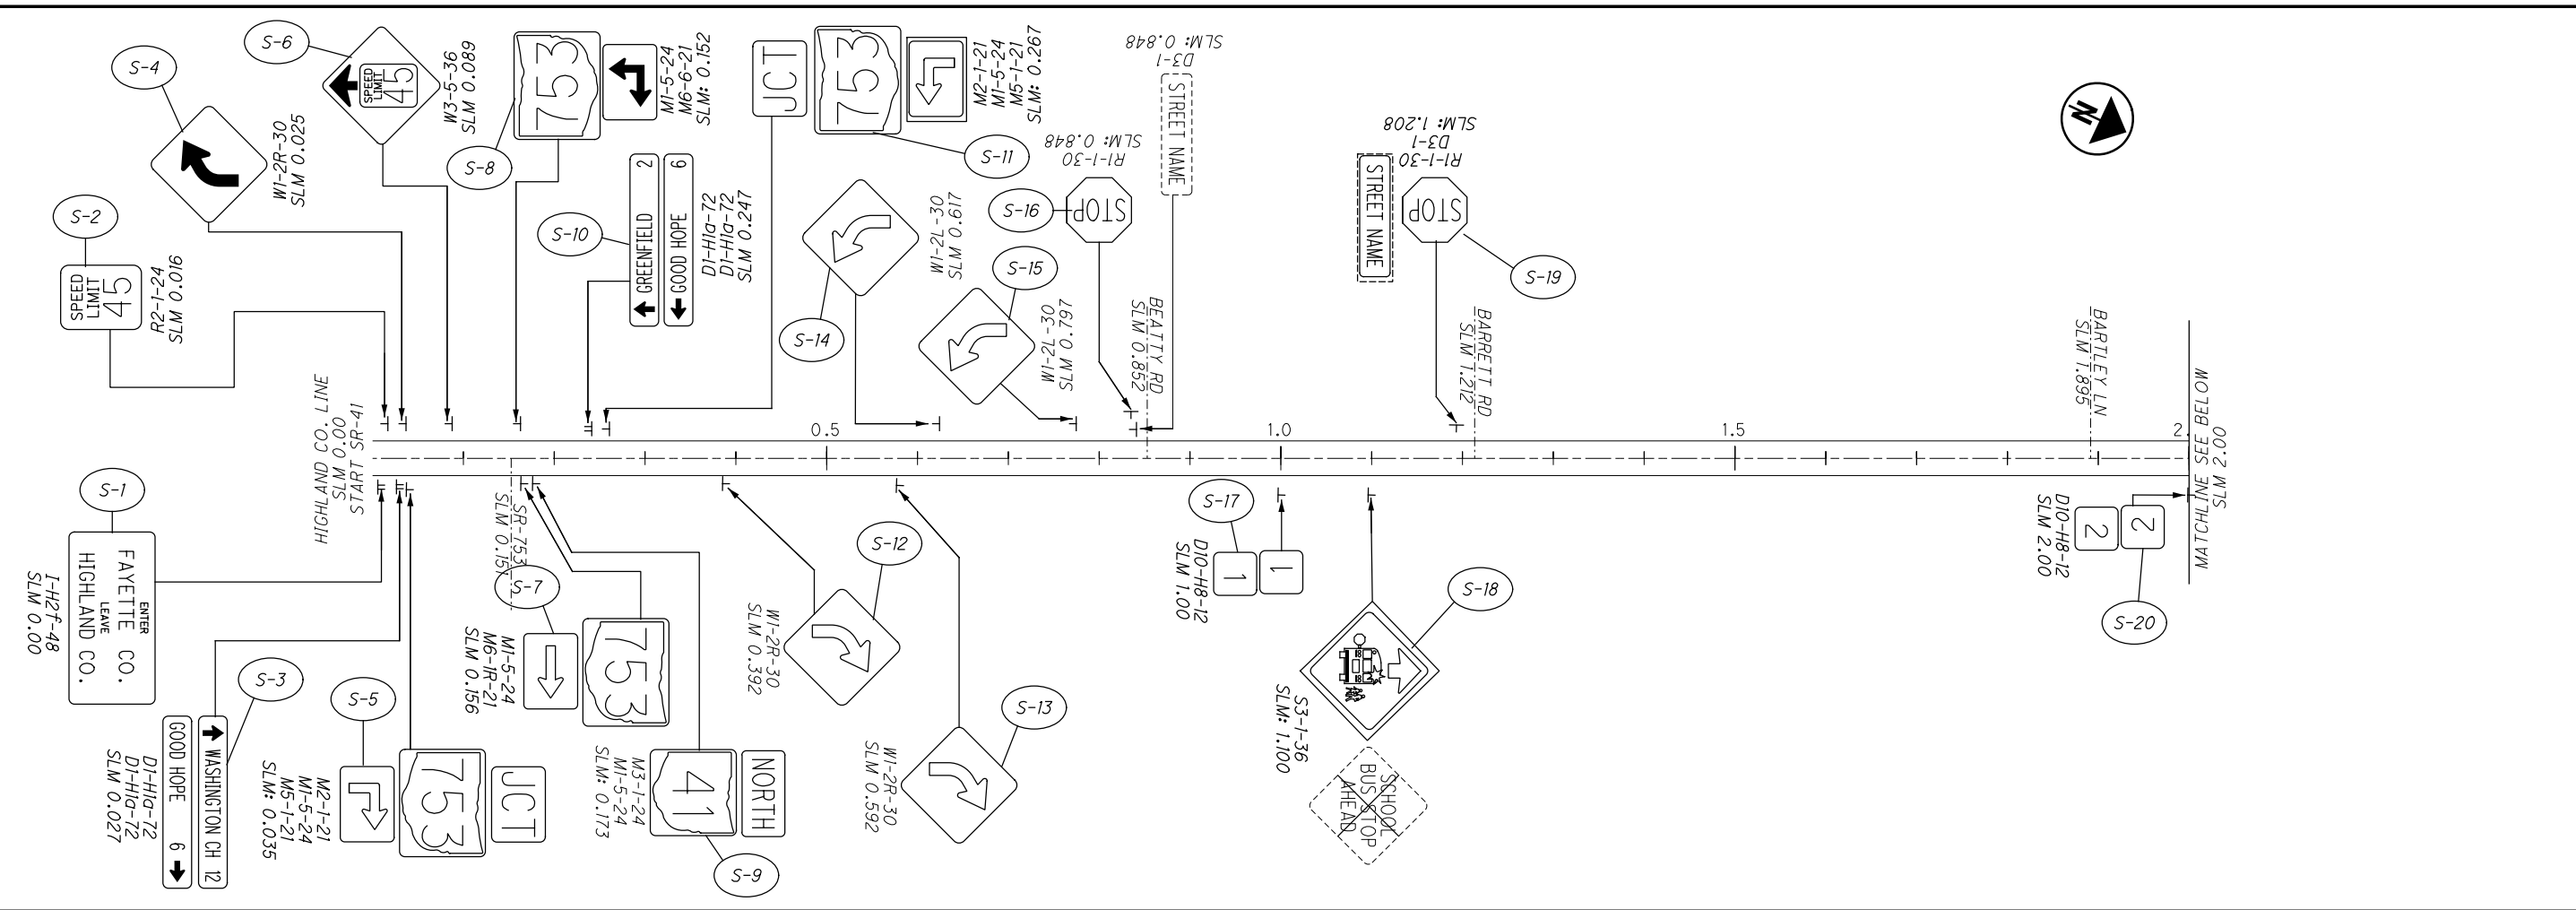 S-6
SPEED
LIMIT
45
W3-5-36
SLM 0.089
S-4
W1-2R-30
SLM 0.025
S-2
SPEED
LIMIT
45
R2-1-24
SLM 0.016
753
M1-5-24
M6-6-21
SLM: 0.152
S-8
GREENFIELD 2
GOOD HOPE 6
D1-H1a-72
D1-H1a-72
SLM 0.247
S-10
JCT
753
M2-1-21
M1-5-24
M5-1-21
SLM: 0.267
S-11
W1-2L-30
SLM 0.617
S-14
S-15
W1-2L-30
SLM 0.797
S-16
STOP
R1-1-30
SLM: 0.848
STREET NAME
D3-1
SLM: 0.848
BEATTY RD
SLM 0.852
STREET NAME
STOP
R1-1-30
D3-1
SLM: 1.208
S-19
BARRETT RD
SLM 1.212
BARTLEY LN
SLM 1.895
N
HIGHLAND CO. LINE
SLM 0.00
START SR-41
0.5
1.0
1.5
2.
MATCHLINE SEE BELOW
SLM 2.00
S-1
ENTER
FAYETTE CO.
LEAVE
HIGHLAND CO.
I-H2f-48
SLM 0.00
S-3
WASHINGTON CH 12
GOOD HOPE 6
D1-H1a-72
D1-H1a-72
SLM 0.027
S-5
JCT
753
M2-1-21
M1-5-24
M5-1-21
SLM: 0.035
SR-753
SLM 0.151
S-7
753
M1-5-24
M6-1R-21
SLM 0.156
NORTH
41
M3-1-24
M1-5-24
SLM: 0.173
S-9
S-12
W1-2R-30
SLM 0.392
S-13
W1-2R-30
SLM 0.592
S-17
1
1
D10-H8-12
SLM 1.00
S-18
S3-1-36
SLM: 1.100
SCHOOL
BUS STOP
AHEAD
2
2
D10-H8-12
SLM 2.00
S-20